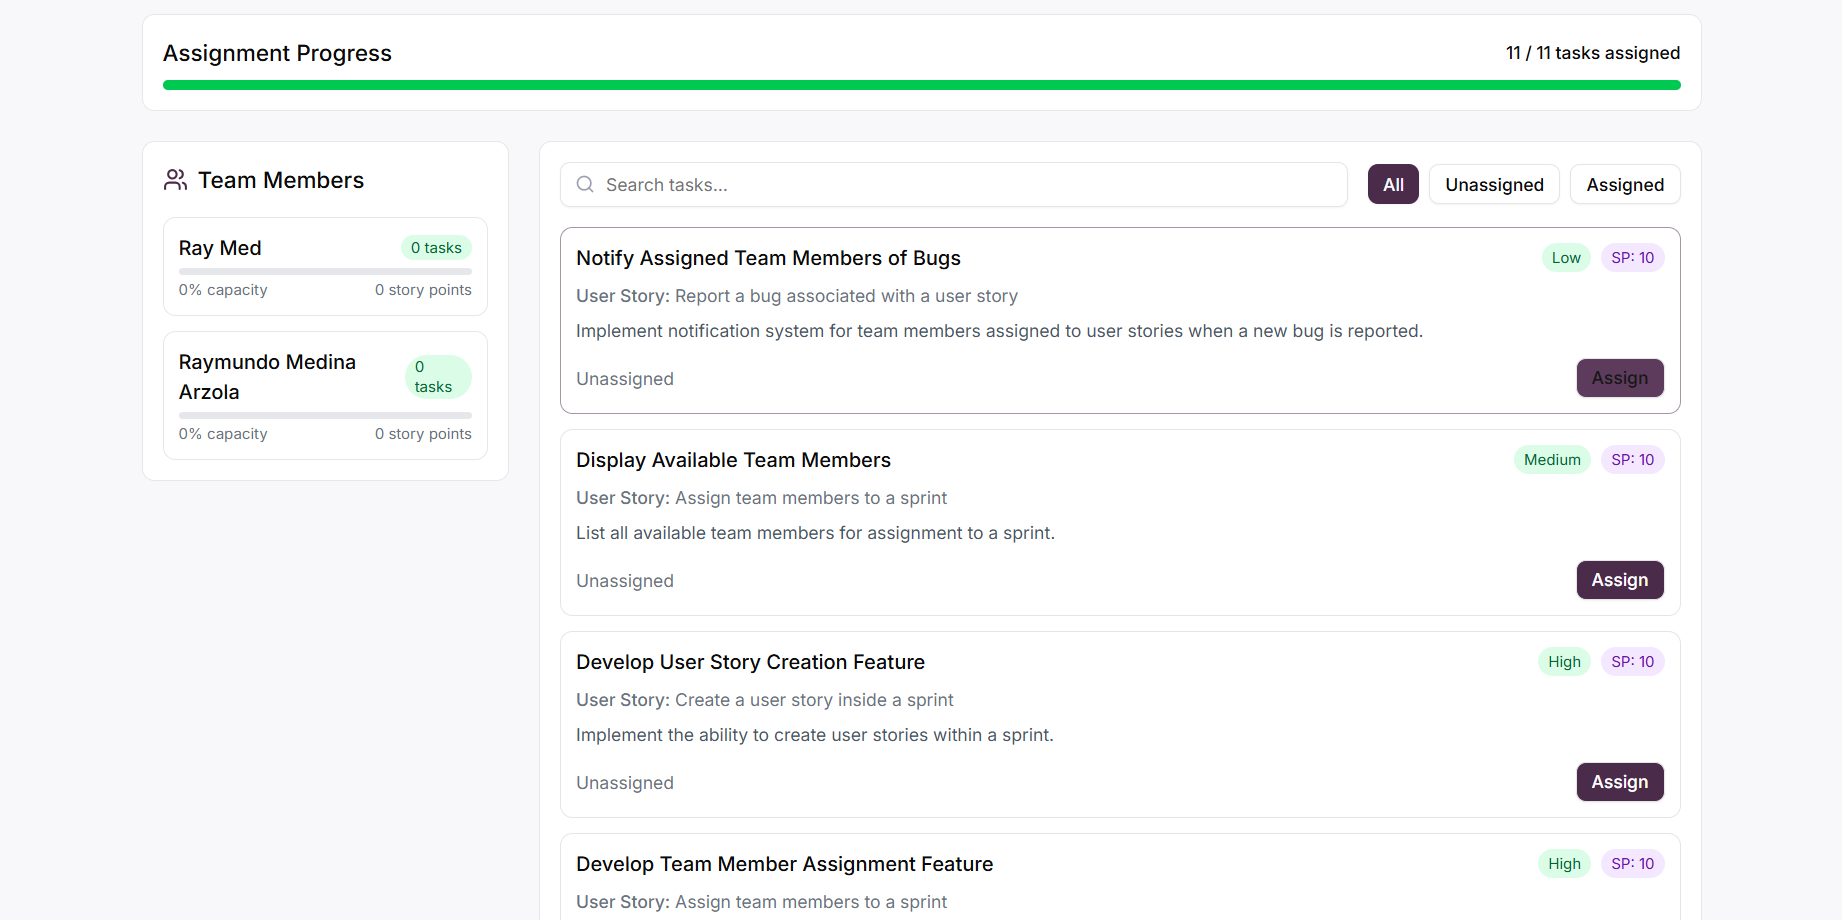 Assignment Progress
11 / 11 tasks assigned
Team Members
Ray Med
0 tasks
0% capacity
0 story points
Raymundo Medina
Arzola
0
tasks
0% capacity
0 story points
Search tasks...
All
Unassigned
Assigned
Notify Assigned Team Members of Bugs
Low
SP: 10
User Story: Report a bug associated with a user story
Implement notification system for team members assigned to user stories when a new bug is reported.
Unassigned
Assign
Display Available Team Members
Medium
SP: 10
User Story: Assign team members to a sprint
List all available team members for assignment to a sprint.
Unassigned
Assign
Develop User Story Creation Feature
High
SP: 10
User Story: Create a user story inside a sprint
Implement the ability to create user stories within a sprint.
Unassigned
Assign
Develop Team Member Assignment Feature
High
SP: 10
User Story: Assign team members to a sprint